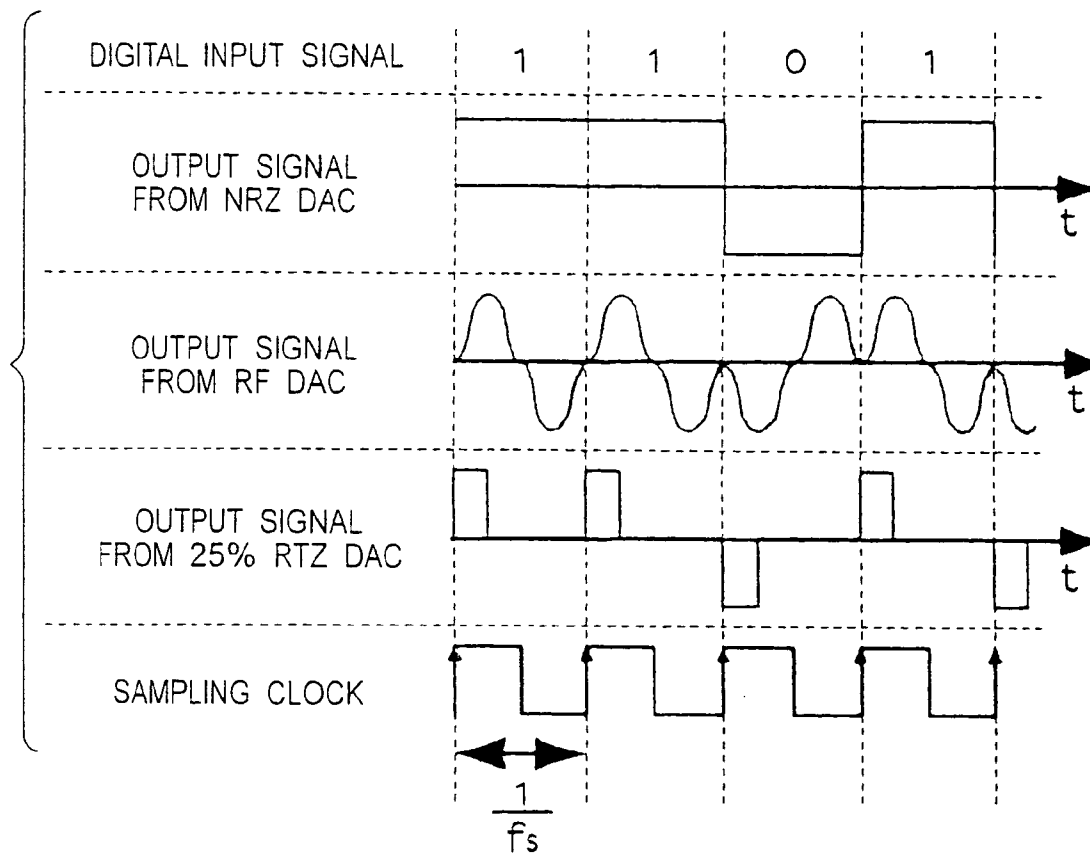 DIGITAL INPUT SIGNAL 1 1 0 1
OUTPUT SIGNAL
FROM NRZ DAC
t
OUTPUT SIGNAL
FROM RF DAC
t
OUTPUT SIGNAL
FROM 25% RTZ DAC
t
SAMPLING CLOCK
1
fs